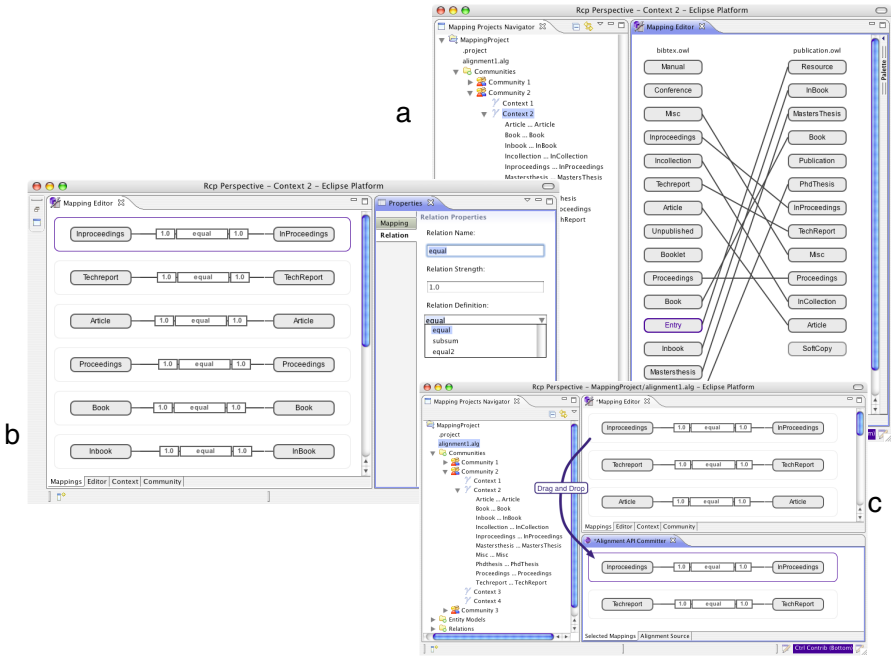 a
Rcp Perspective – Context 2 – Eclipse Platform
Mapping Projects Navigator
MappingProject
.project
alignment1.alg
Communities
Community 1
Community 2
Context 1
Context 2
Article ... Article
Book ... Book
Inbook ... InBook
Incollection ... InCollection
Inproceedings ... InProceedings
Mastersthesis ... MastersThesis
hesis
oceedings
hReport
Mapping Editor
bibtex.owl
publication.owl
Manual
Resource
Conference
InBook
Misc
MastersThesis
Inproceedings
Book
Incollection
Publication
Techreport
PhdThesis
Article
InProceedings
Unpublished
TechReport
Booklet
Misc
Proceedings
Proceedings
Book
InCollection
Entry
Article
Inbook
SoftCopy
Mastersthesis
Palette
b
Rcp Perspective – Context 2 – Eclipse Platform
Mapping Editor
Inproceedings 1.0 equal 1.0 InProceedings
Techreport 1.0 equal 1.0 TechReport
Article 1.0 equal 1.0 Article
Proceedings 1.0 equal 1.0 Proceedings
Book 1.0 equal 1.0 Book
Inbook 1.0 equal 1.0 InBook
Mappings Editor Context Community
Properties
Mapping
Relation
Relation Properties
Relation Name:
equal
Relation Strength:
1.0
Relation Definition:
equal
equal
subsum
equal2
c
Rcp Perspective – MappingProject/alignment1.alg – Eclipse Platform
Mapping Projects Navigator
MappingProject
.project
alignment1.alg
Communities
Community 1
Community 2
Context 1
Context 2
Article ... Article
Book ... Book
Inbook ... InBook
Incollection ... InCollection
Inproceedings ... InProceedings
Mastersthesis ... MastersThesis
Misc ... Misc
Phdthesis ... PhdThesis
Proceedings ... Proceedings
Techreport ... TechReport
Context 3
Context 4
Community 3
Entity Models
Relations
*Mapping Editor
Inproceedings 1.0 equal 1.0 InProceedings
Techreport 1.0 equal 1.0 TechReport
Article 1.0 equal 1.0 Article
Drag and Drop
Mappings Editor Context Community
*Alignment API Committer
Inproceedings 1.0 equal 1.0 InProceedings
Techreport 1.0 equal 1.0 TechReport
Selected Mappings Alignment Source
Ctrl Contrib (Bottom)